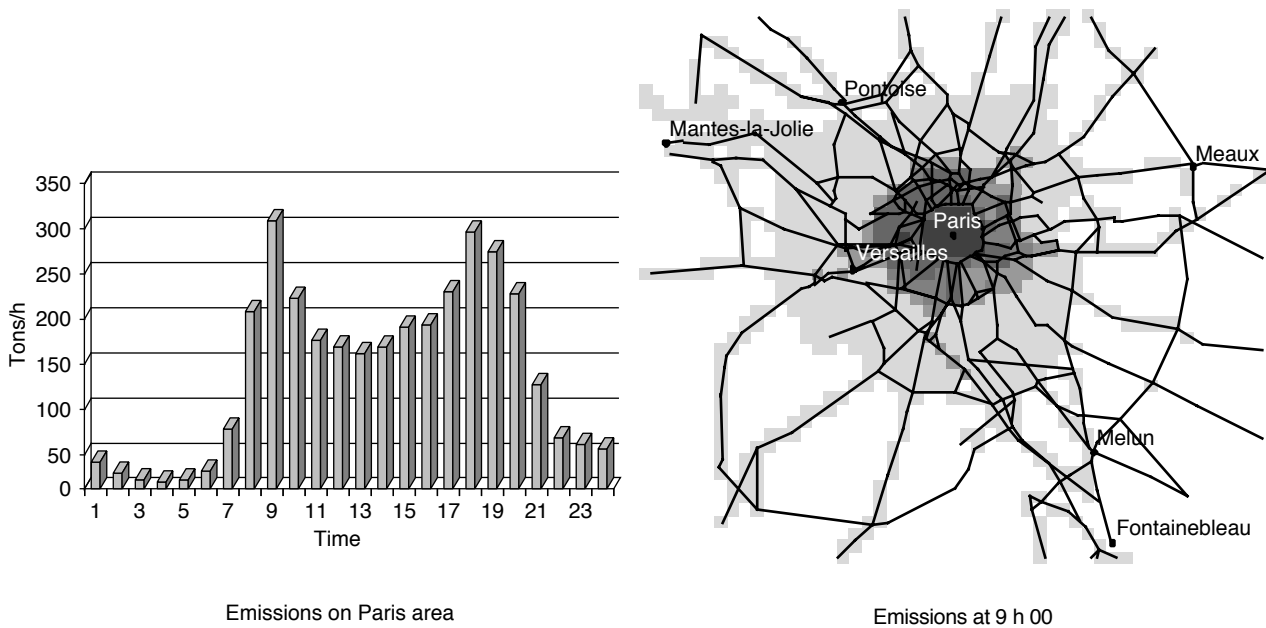 350
300
250
200
150
100
50
0
Tons/h
1 3 5 7 9 11 13 15 17 19 21 23
Time
Emissions on Paris area
Pontoise
Mantes-la-Jolie
Meaux
Paris
Versailles
Melun
Fontainebleau
Emissions at 9 h 00